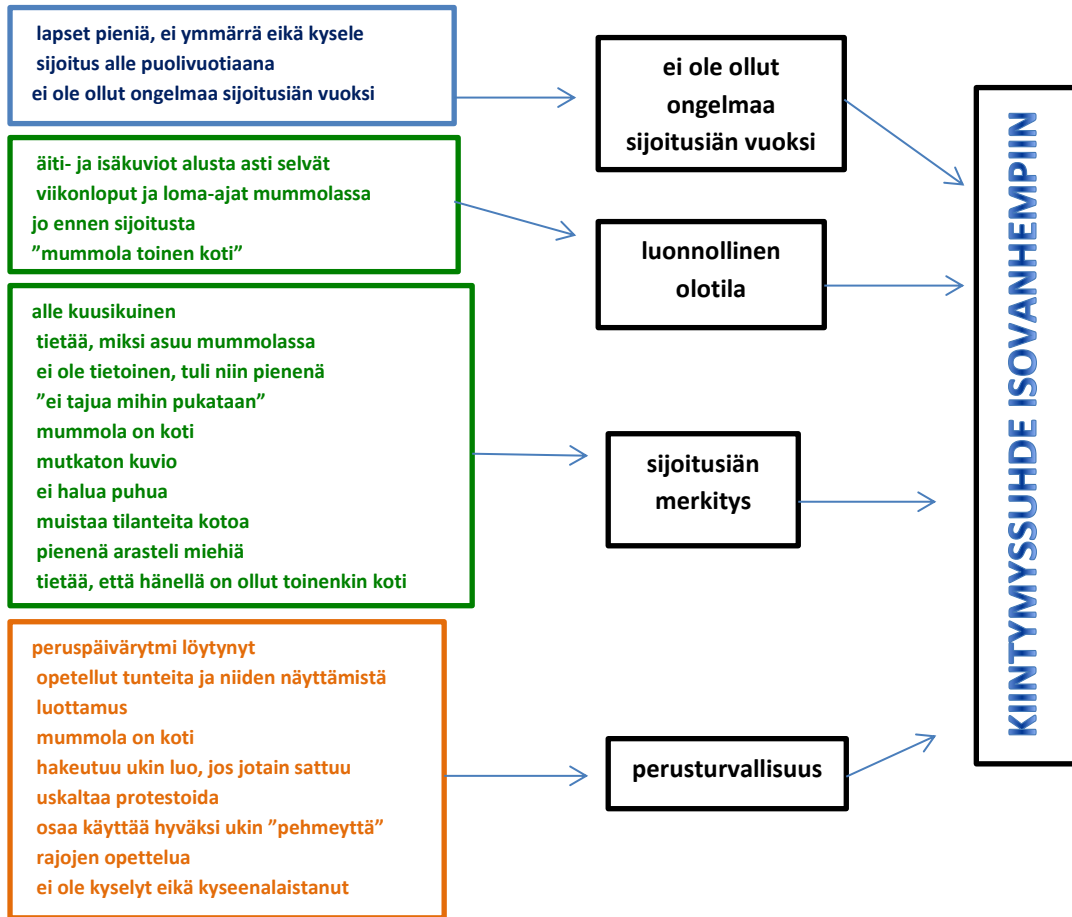 lapset pieniä, ei ymmärrä eikä kysele
sijoitus alle puolivuotiaana
ei ole ollut ongelmaa sijoitusiän vuoksi
ei ole ollut
ongelmaa
sijoitusiän vuoksi
äiti- ja isäkuviot alusta asti selvät
viikonloput ja loma-ajat mummolassa
jo ennen sijoitusta
”mummola toinen koti”
luonnollinen
olotila
alle kuusikuinen
tietää, miksi asuu mummolassa
ei ole tietoinen, tuli niin pienenä
”ei tajua mihin pukataan”
mummola on koti
mutkaton kuvio
ei halua puhua
muistaa tilanteita kotoa
pienenä arasteli miehiä
tietää, että hänellä on ollut toinenkin koti
sijoitusiän
merkitys
peruspäivärytmi löytynyt
opetellut tunteita ja niiden näyttämistä
luottamus
mummola on koti
hakeutuu ukin luo, jos jotain sattuu
uskaltaa protestoida
osaa käyttää hyväksi ukin ”pehmeyttä”
rajojen opettelua
ei ole kyselyt eikä kyseenalaistanut
perusturvallisuus
KIINTYMYSSUHDE ISOVANHEMPIIN